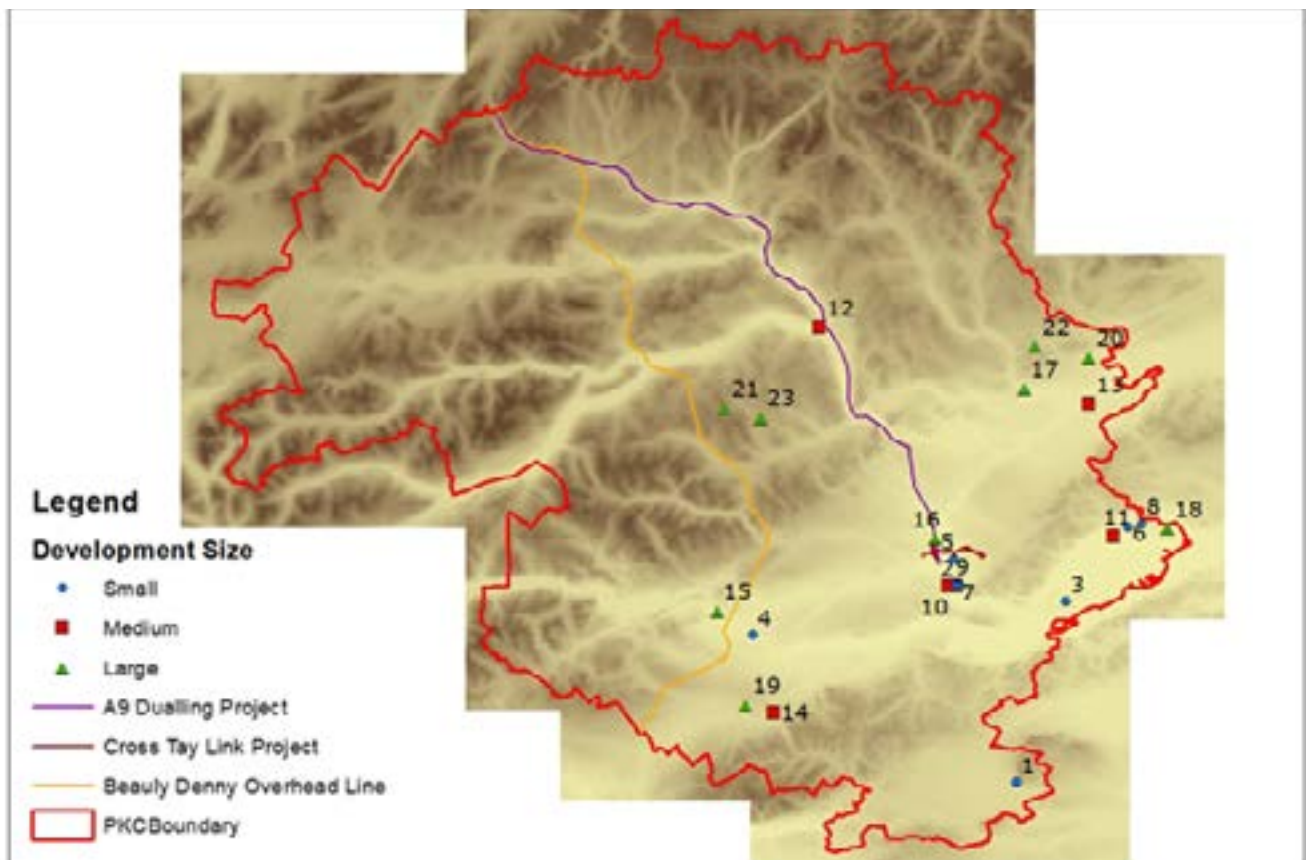 12
22
20
17
13
21
23
16
8
18
11
6
5
29
7
10
3
15
4
19
14
1
Legend
Development Size
Small
Medium
Large
A9 Dualling Project
Cross Tay Link Project
Beauly Denny Overhead Line
PKCBoundary